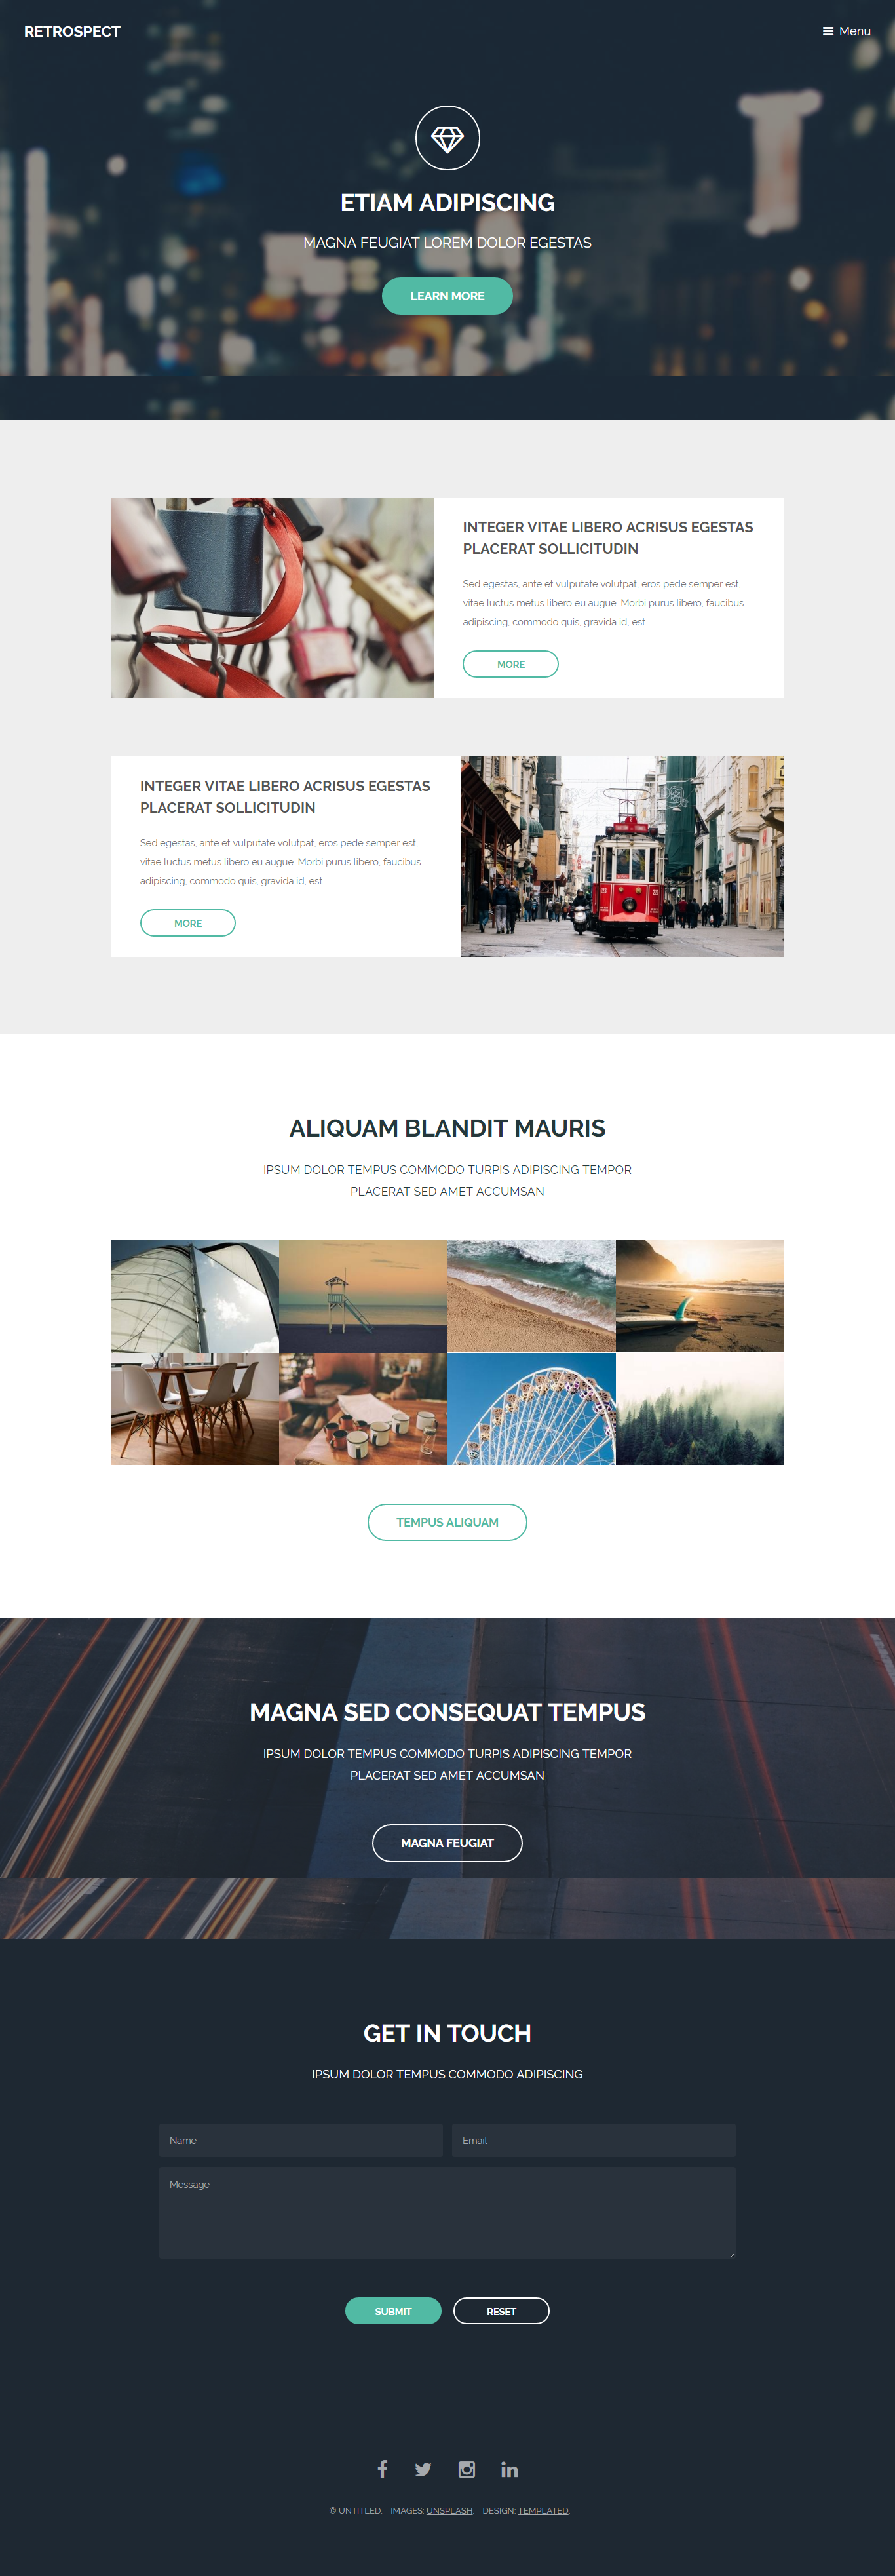 RETROSPECT
Menu
ETIAM ADIPISCING
MAGNA FEUGIAT LOREM DOLOR EGESTAS
LEARN MORE
INTEGER VITAE LIBERO ACRISUS EGESTAS
PLACERAT SOLLICITUDIN
Sed egestas, ante et vulputate volutpat, eros pede semper est,
vitae luctus metus libero eu augue. Morbi purus libero, faucibus
adipiscing, commodo quis, gravida id, est.
MORE
INTEGER VITAE LIBERO ACRISUS EGESTAS
PLACERAT SOLLICITUDIN
Sed egestas, ante et vulputate volutpat, eros pede semper est,
vitae luctus metus libero eu augue. Morbi purus libero, faucibus
adipiscing, commodo quis, gravida id, est.
MORE
ALIQUAM BLANDIT MAURIS
IPSUM DOLOR TEMPUS COMMODO TURPIS ADIPISCING TEMPOR
PLACERAT SED AMET ACCUMSAN
TEMPUS ALIQUAM
MAGNA SED CONSEQUAT TEMPUS
IPSUM DOLOR TEMPUS COMMODO TURPIS ADIPISCING TEMPOR
PLACERAT SED AMET ACCUMSAN
MAGNA FEUGIAT
GET IN TOUCH
IPSUM DOLOR TEMPUS COMMODO ADIPISCING
Name
Email
Message
SUBMIT
RESET
© UNTITLED. IMAGES: UNSPLASH. DESIGN: TEMPLATED.